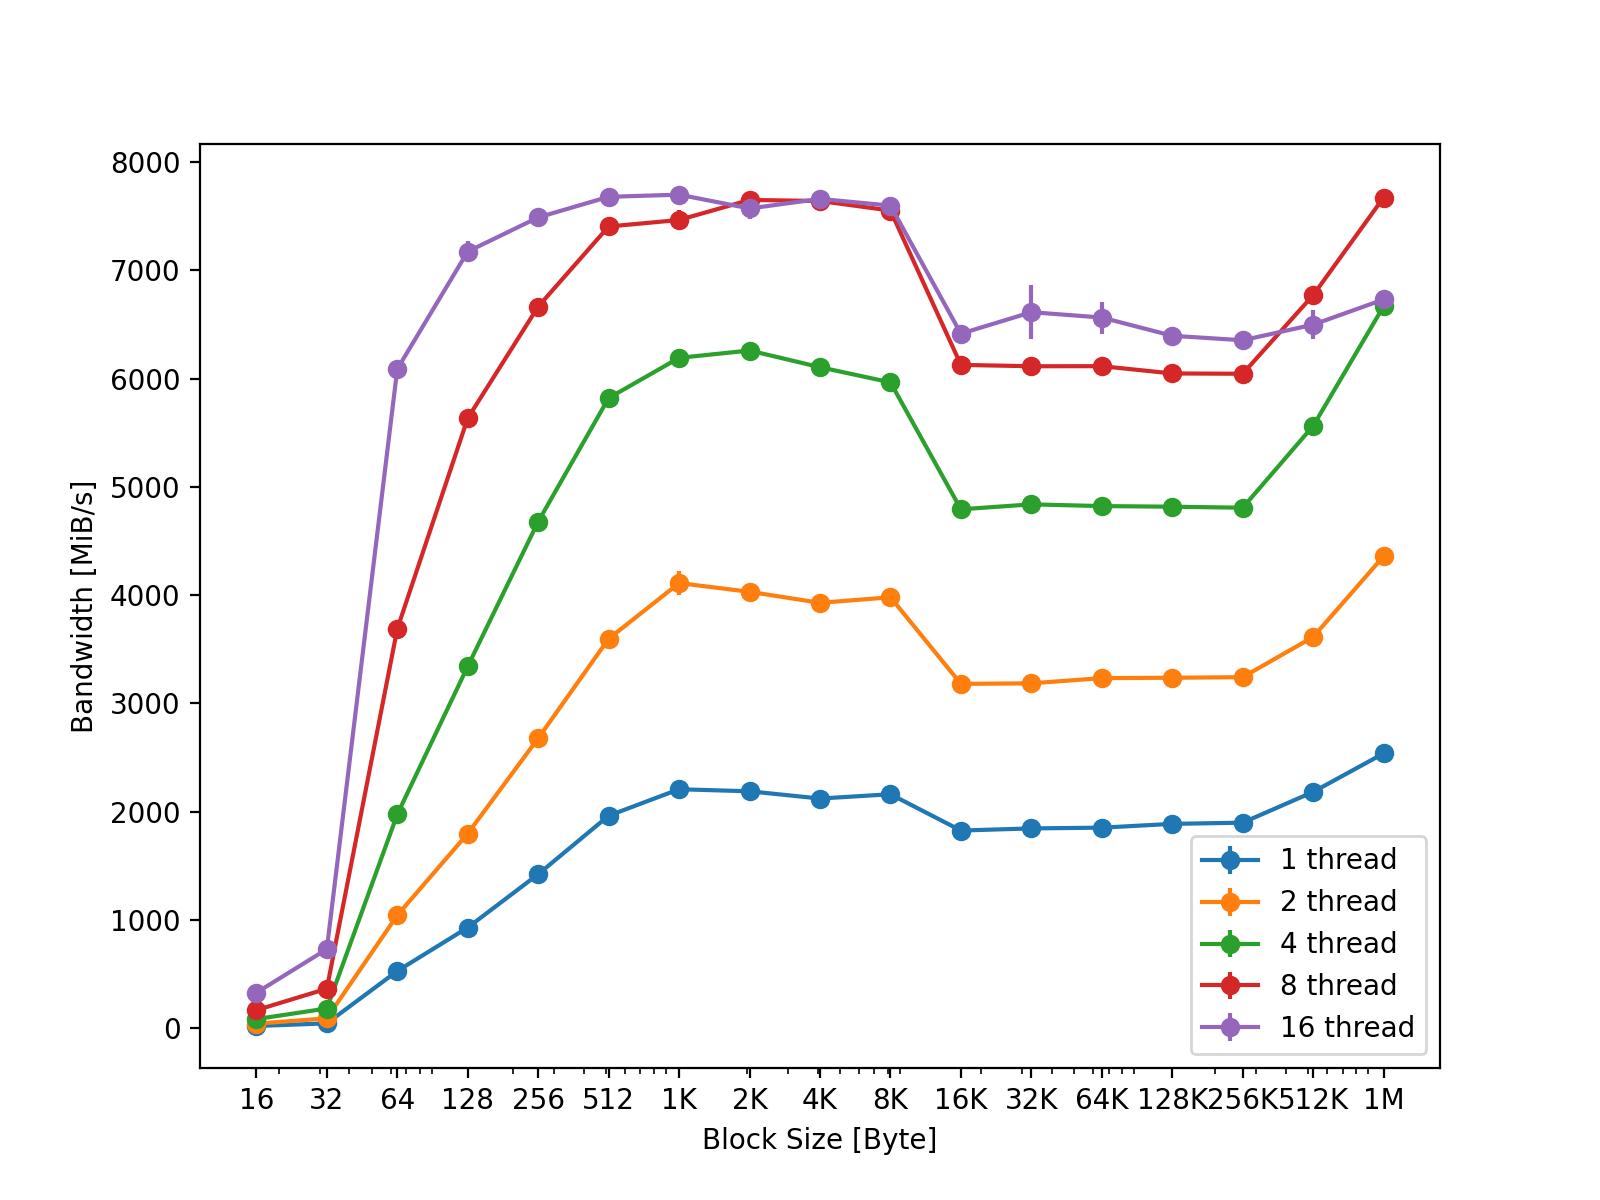 8000
7000
6000
5000
4000
3000
2000
1000
0
Bandwidth [MiB/s]
1 thread
2 thread
4 thread
8 thread
16 thread
16 32 64 128 256 512 1K 2K 4K 8K 16K 32K 64K 128K 256K 512K 1M
Block Size [Byte]